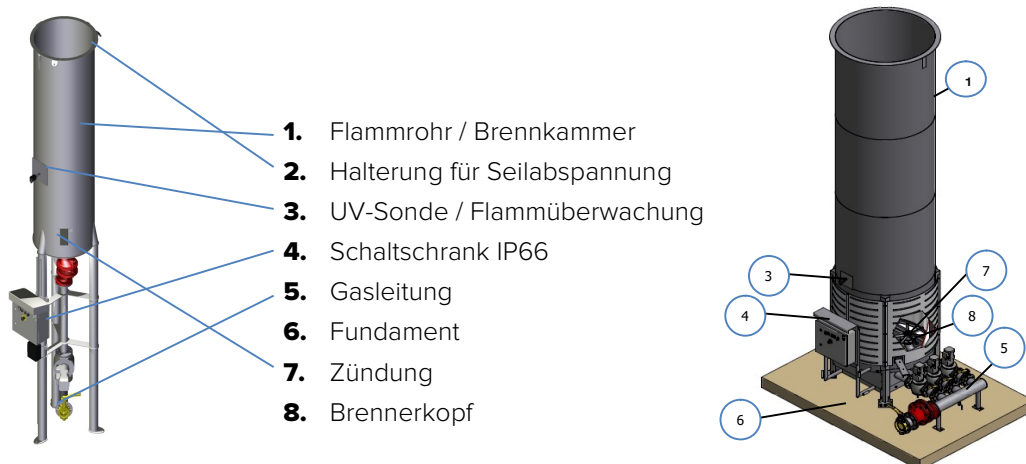 1. Flammrohr / Brennkammer
2. Halterung für Seilabspannung
3. UV-Sonde / Flammüberwachung
4. Schaltschrank IP66
5. Gasleitung
6. Fundament
7. Zündung
8. Brennerkopf
1
3
7
4
8
5
6